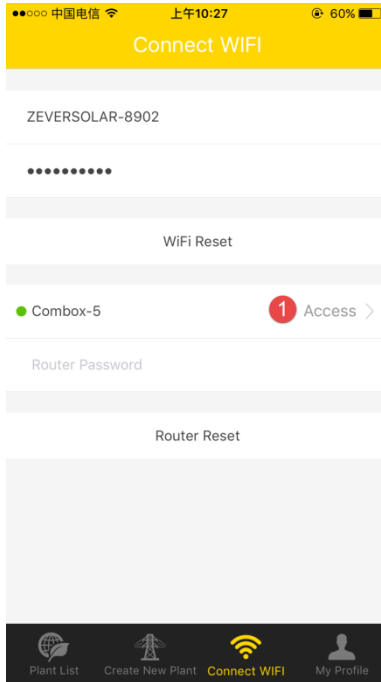 中国电信 上午10:27 60%
Connect WIFI
ZEVERSOLAR-8902
••••••••••
WiFi Reset
Combox-5 1 Access
Router Password
Router Reset
Plant List Create New Plant Connect WIFI My Profile